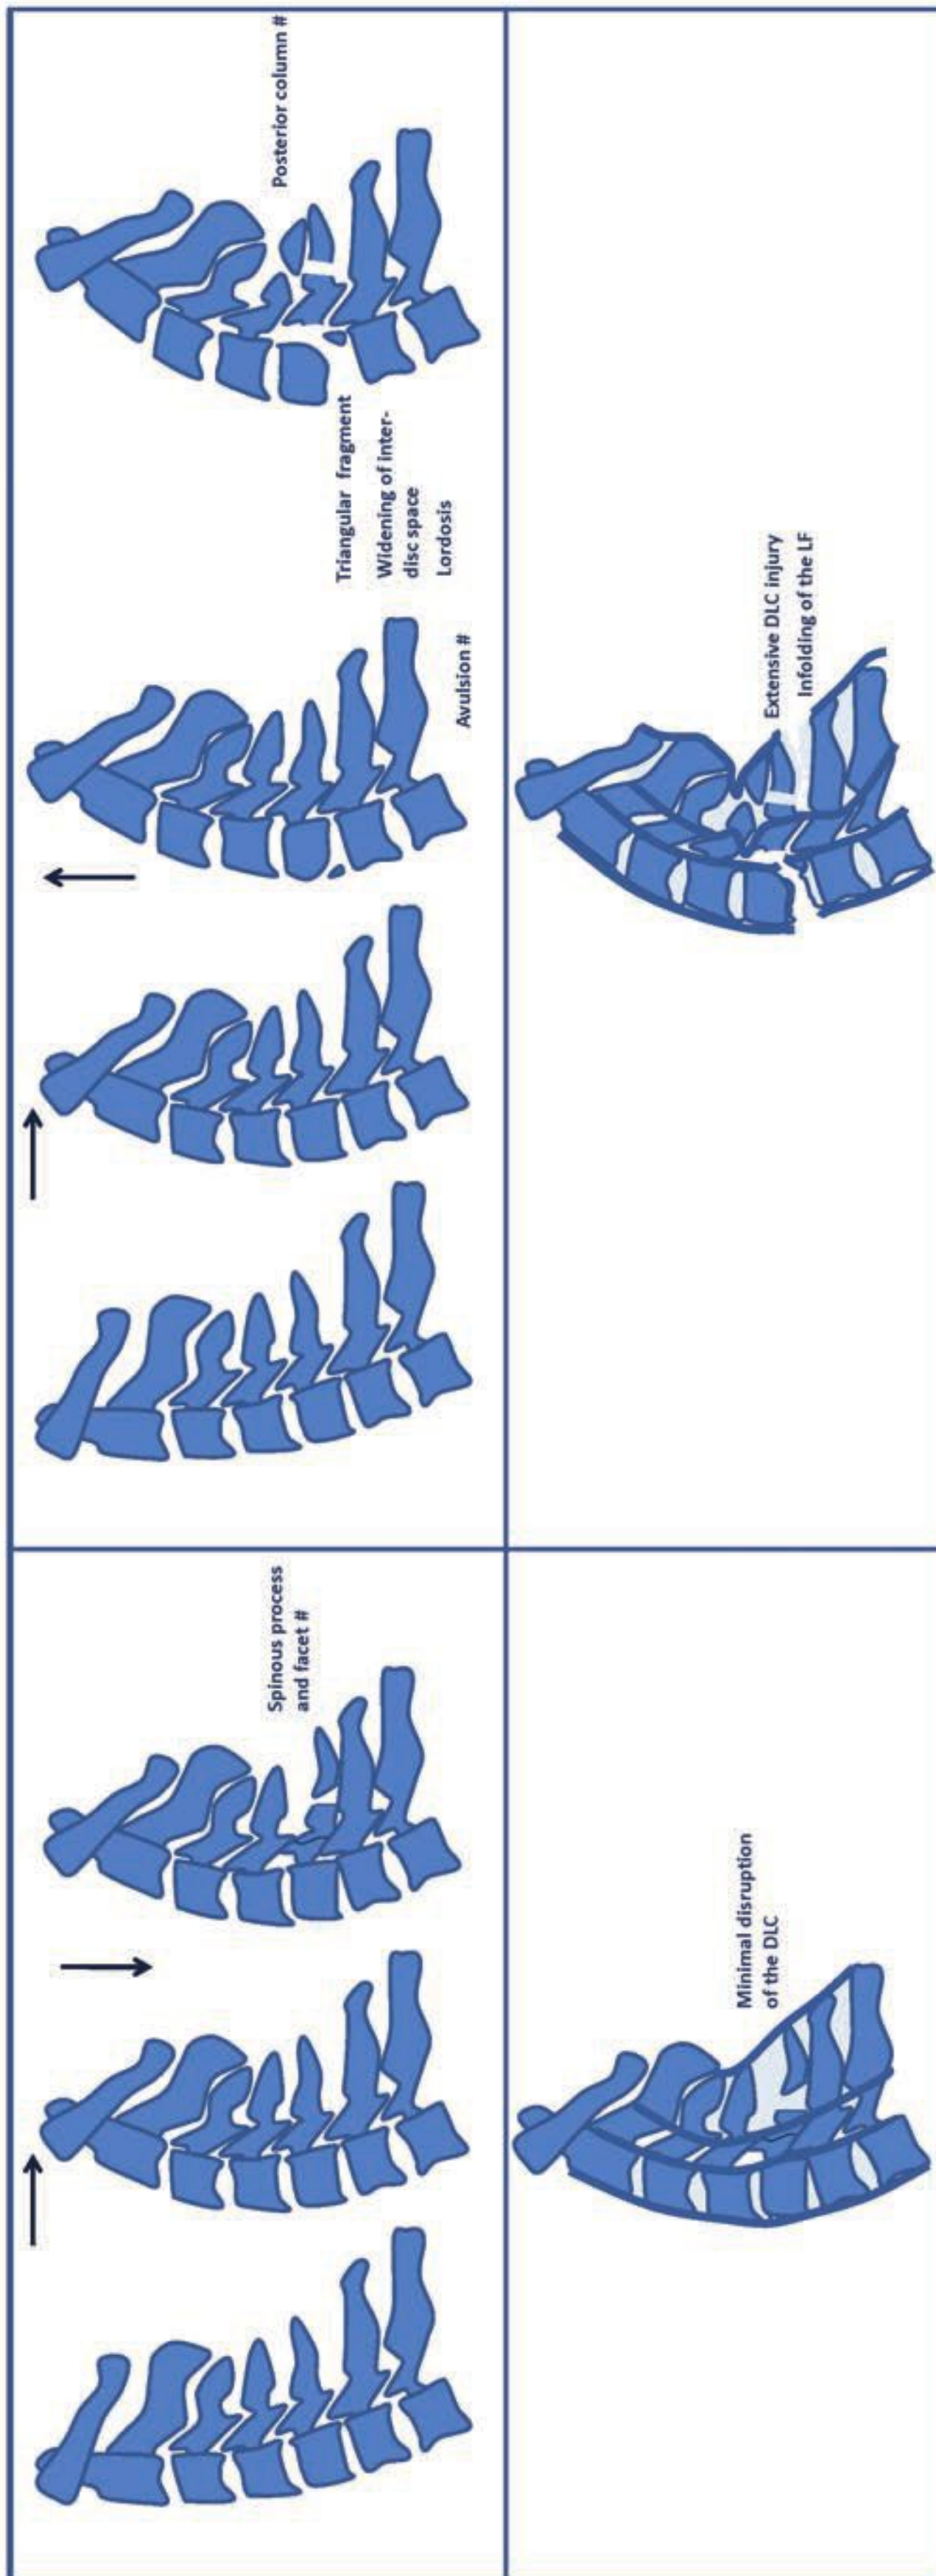 Spinous process
and facet #
Minimal disruption
of the DLC
Avulsion #
Triangular fragment
Widening of inter-
disc space
Lordosis
Posterior column #
Extensive DLC injury
Infolding of the LF